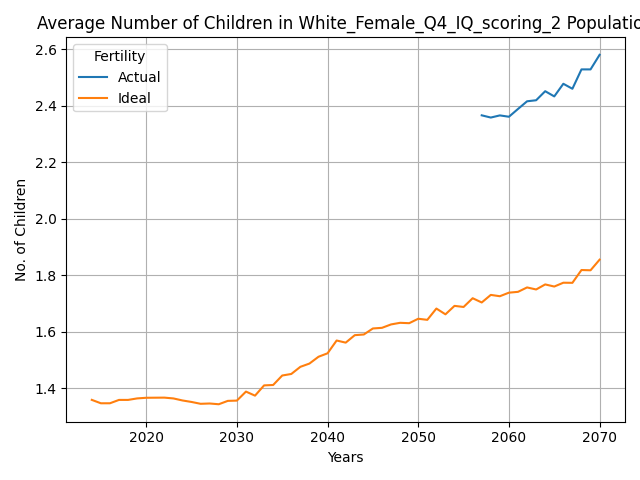 Average Number of Children in White_Female_Q4_IQ_scoring_2 Populatio
Fertility
Actual
Ideal
2.6
2.4
2.2
2.0
1.8
1.6
1.4
No. of Children
2020 2030 2040 2050 2060 2070
Years